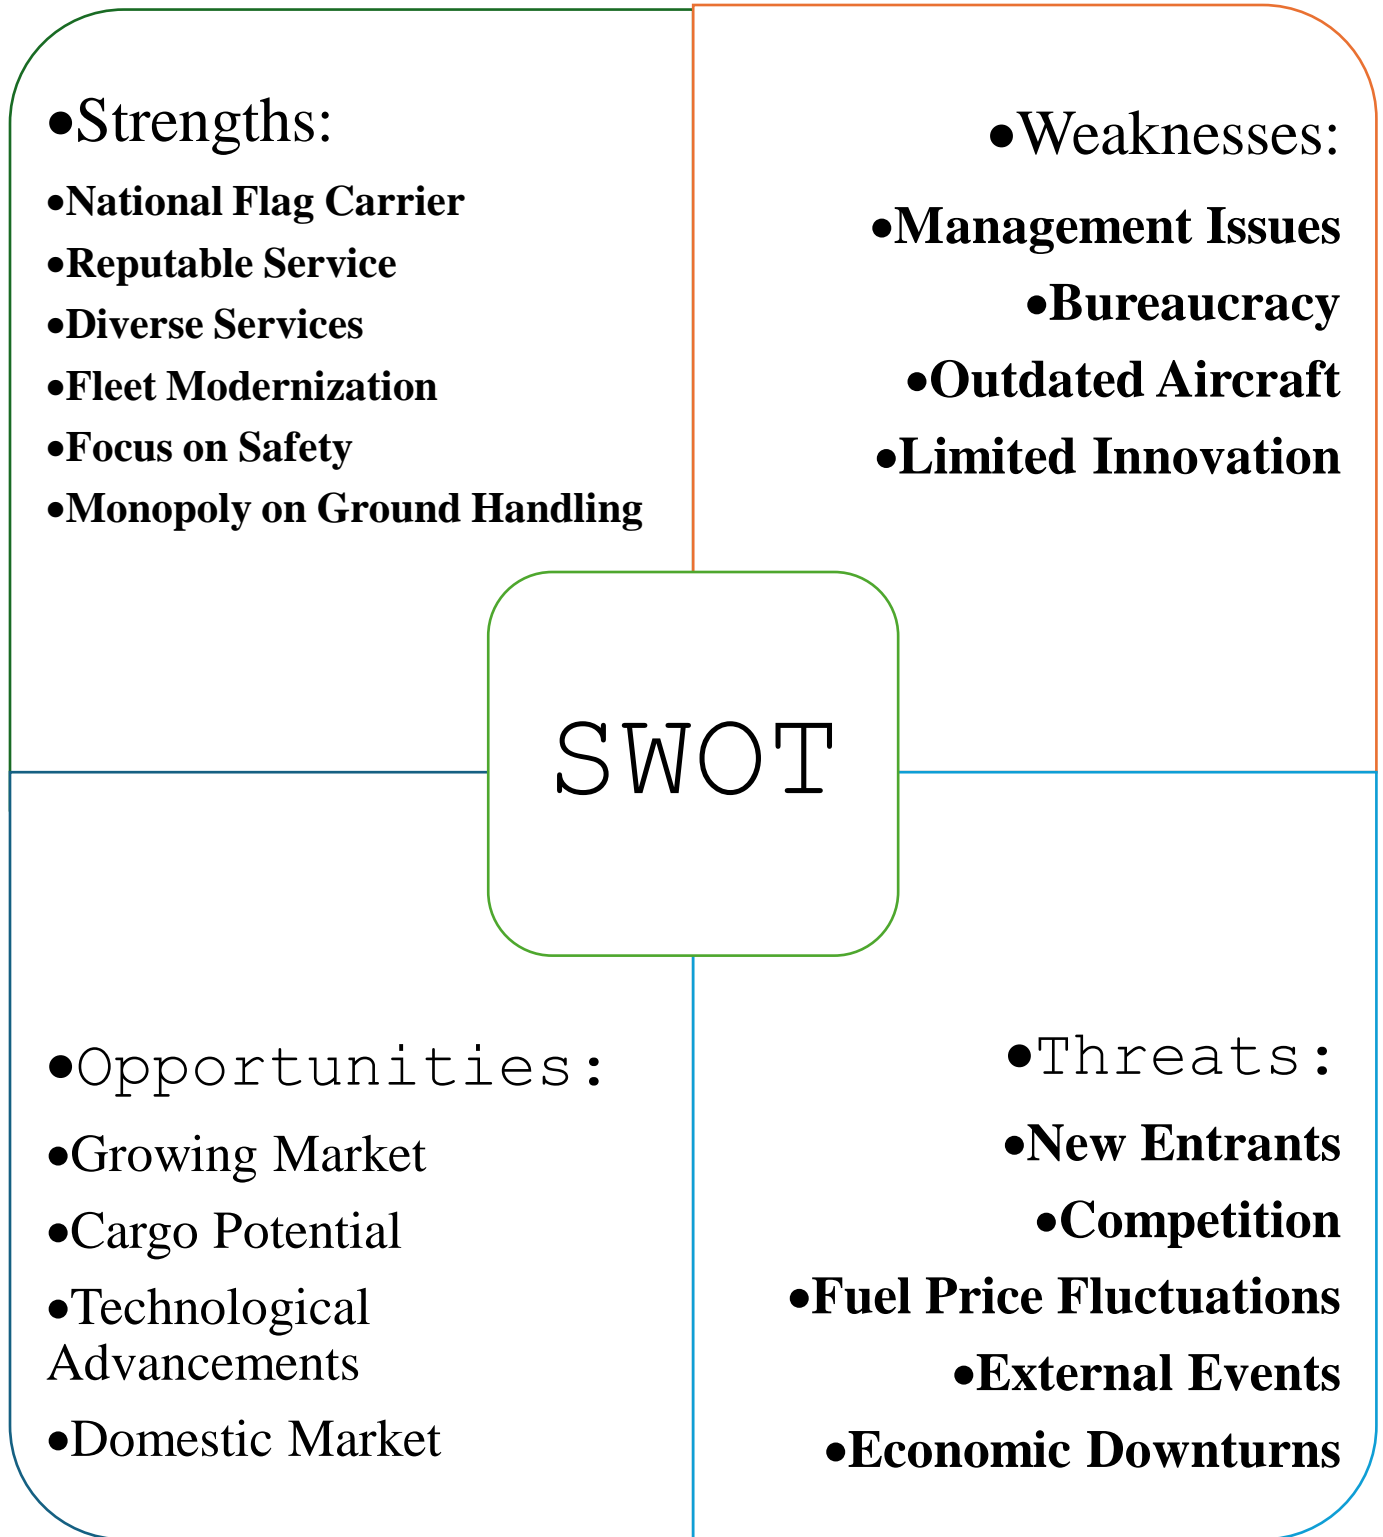 •Strengths:
•National Flag Carrier
•Reputable Service
•Diverse Services
•Fleet Modernization
•Focus on Safety
•Monopoly on Ground Handling
•Weaknesses:
•Management Issues
•Bureaucracy
•Outdated Aircraft
•Limited Innovation
SWOT
•Opportunities:
•Growing Market
•Cargo Potential
•Technological
Advancements
•Domestic Market
•Threats:
•New Entrants
•Competition
•Fuel Price Fluctuations
•External Events
•Economic Downturns